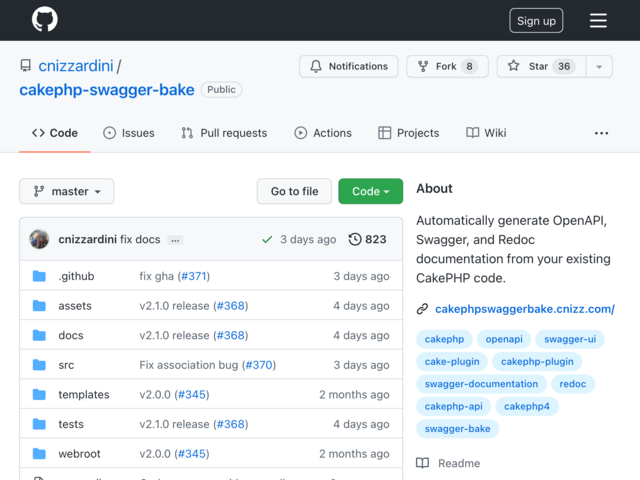 Sign up
cnizzardini /
cakephp-swagger-bake Public
Notifications
Fork 8
Star 36
Code
Issues
Pull requests
Actions
Projects
Wiki
...
master
Go to file
Code
cnizzardini fix docs ...
3 days ago
823
.github fix gha (#371) 3 days ago
assets v2.1.0 release (#368) 4 days ago
docs v2.1.0 release (#368) 4 days ago
src Fix association bug (#370) 3 days ago
templates v2.0.0 (#345) 2 months ago
tests v2.1.0 release (#368) 4 days ago
webroot v2.0.0 (#345) 2 months ago
About
Automatically generate OpenAPI,
Swagger, and Redoc
documentation from your existing
CakePHP code.
cakephpswaggerbake.cnizz.com/
cakephp openapi swagger-ui
cake-plugin cakephp-plugin
swagger-documentation redoc
cakephp-api cakephp4
swagger-bake
Readme